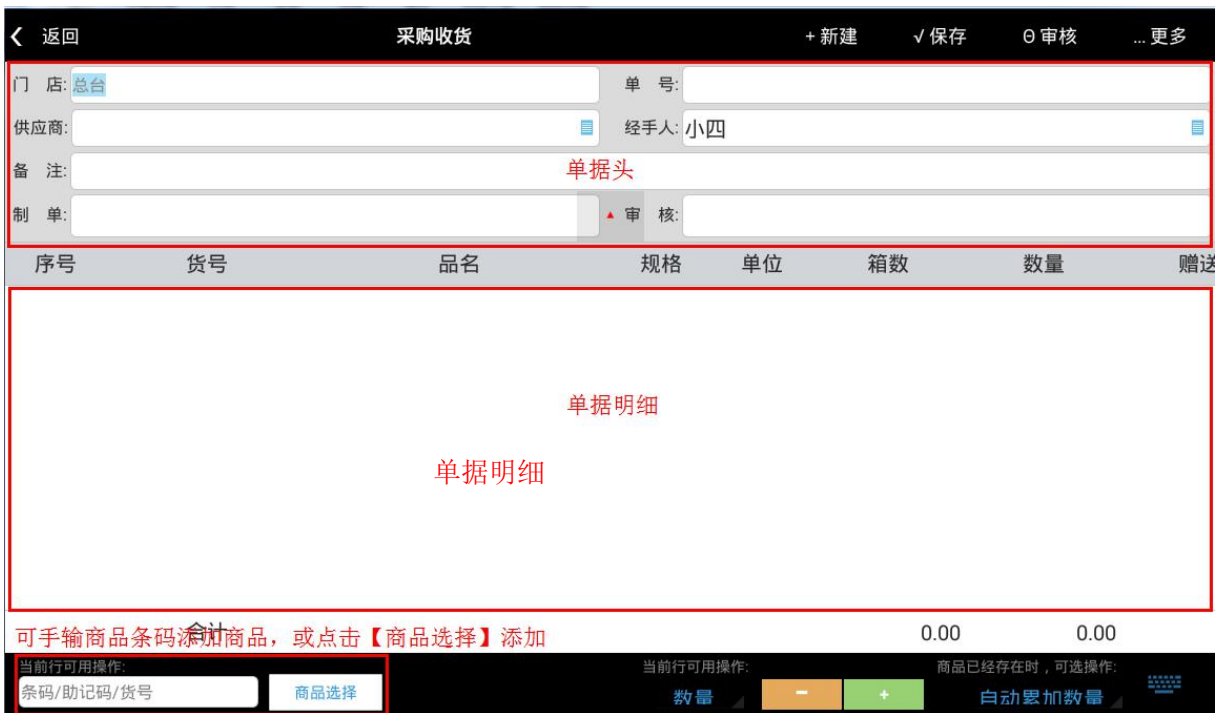 返回 采购收货 + 新建 √ 保存 Θ 审核 ... 更多
门 店: 总台 单 号:
供应商: 经手人: 小四
备 注: 单据头
制 单: ▲ 审 核:
序号 货号 品名 规格 单位 箱数 数量 赠送
单据明细
单据明细
可手输商品条码添加商品，或点击【商品选择】添加
合计 0.00 0.00
当前行可用操作: 当前行可用操作: 商品已经存在时，可选操作:
条码/助记码/货号 商品选择 数量 - + 自动累加数量